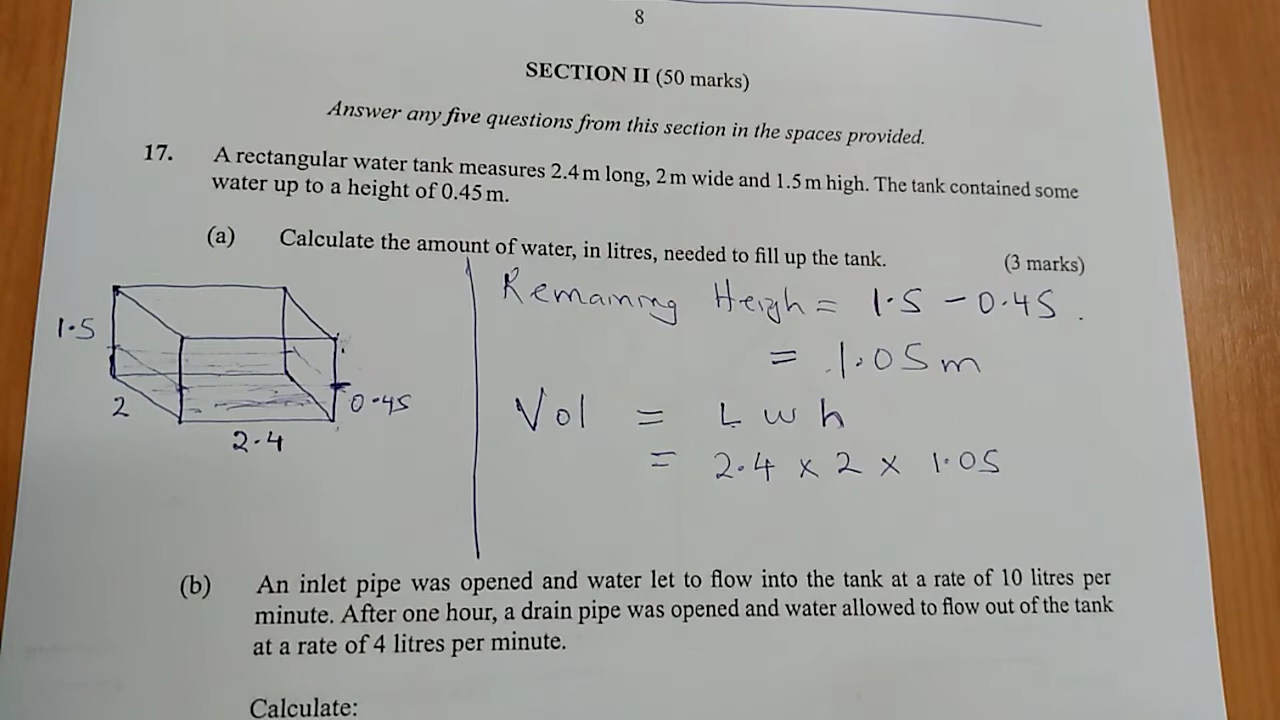 8
SECTION II (50 marks)
Answer any five questions from this section in the spaces provided.
17. A rectangular water tank measures 2.4 m long, 2 m wide and 1.5 m high. The tank contained some
water up to a height of 0.45 m.
(a) Calculate the amount of water, in litres, needed to fill up the tank. (3 marks)
1.5
2
2.4
0.45
Remaining Heigh = 1.5 - 0.45.
= 1.05 m
Vol = L w h
= 2.4 x 2 x 1.05
(b) An inlet pipe was opened and water let to flow into the tank at a rate of 10 litres per
minute. After one hour, a drain pipe was opened and water allowed to flow out of the tank
at a rate of 4 litres per minute.
Calculate: